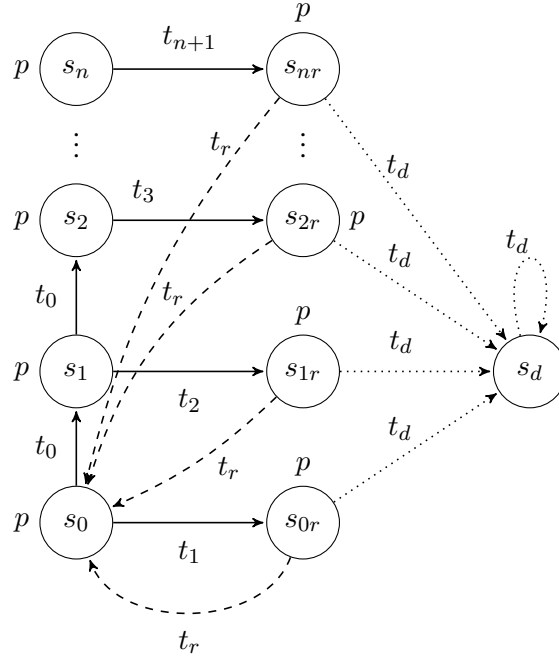 p
t_{n+1}
p s_n s_{nr}
⋮ t_r ⋮
t_3 t_d
p s_2 s_{2r} p
t_d t_d
t_0 t_r
p
p s_1 s_{1r} t_d s_d
t_2
t_0 t_r t_d
p
p s_0 s_{0r}
t_1
t_r